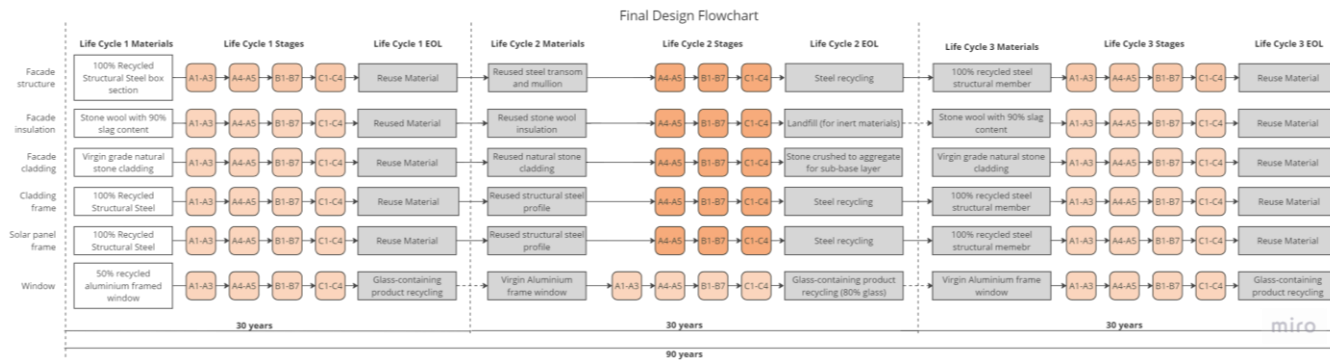 Final Design Flowchart
Life Cycle 1 Materials Life Cycle 1 Stages Life Cycle 1 EOL Life Cycle 2 Materials Life Cycle 2 Stages Life Cycle 2 EOL Life Cycle 3 Materials Life Cycle 3 Stages Life Cycle 3 EOL
Facade
structure
100% Recycled
Structural Steel box
section
A1-A3 A4-A5 B1-B7 C1-C4
Reuse Material
Reused steel transom
and mullion
A4-A5 B1-B7 C1-C4
Steel recycling
100% recycled steel
structural member
A1-A3 A4-A5 B1-B7 C1-C4
Reuse Material
Facade
insulation
Stone wool with 90%
slag content
A1-A3 A4-A5 B1-B7 C1-C4
Reused Material
Reused stone wool
insulation
A4-A5 B1-B7 C1-C4
Landfill (for inert materials)
Stone wool with 90% slag
content
A1-A3 A4-A5 B1-B7 C1-C4
Reuse Material
Facade
cladding
Virgin grade natural
stone cladding
A1-A3 A4-A5 B1-B7 C1-C4
Reuse Material
Reused natural stone
cladding
A4-A5 B1-B7 C1-C4
Stone crushed to aggregate
for sub-base layer
Virgin grade natural stone
cladding
A1-A3 A4-A5 B1-B7 C1-C4
Reuse Material
Cladding
frame
100% Recycled
Structural Steel
A1-A3 A4-A5 B1-B7 C1-C4
Reuse Material
Reused structural steel
profile
A4-A5 B1-B7 C1-C4
Steel recycling
100% recycled steel
structural member
A1-A3 A4-A5 B1-B7 C1-C4
Reuse Material
Solar panel
frame
100% Recycled
Structural Steel
A1-A3 A4-A5 B1-B7 C1-C4
Reuse Material
Reused structural steel
profile
A4-A5 B1-B7 C1-C4
Steel recycling
100% recycled steel
structural memebr
A1-A3 A4-A5 B1-B7 C1-C4
Reuse Material
Window
50% recycled
aluminium framed
window
A1-A3 A4-A5 B1-B7 C1-C4
Glass-containing
product recycling
Virgin Aluminium
frame window
A1-A3 A4-A5 B1-B7 C1-C4
Glass-containing product
recycling (80% glass)
Virgin Aluminium frame
window
A1-A3 A4-A5 B1-B7 C1-C4
Glass-containing
product recycling
30 years 30 years 30 years
miro
90 years